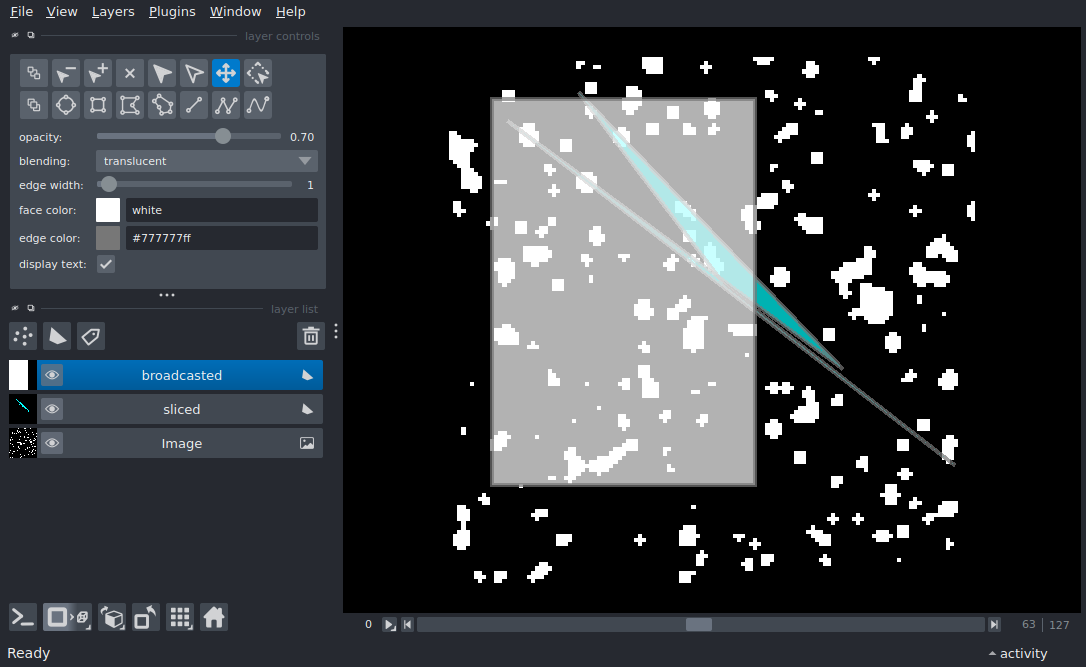 File View Layers Plugins Window Help
layer controls
opacity: 0.70
blending: translucent
edge width: 1
face color: white
edge color: #777777ff
display text:
layer list
broadcasted
sliced
Image
0 63 127
Ready activity